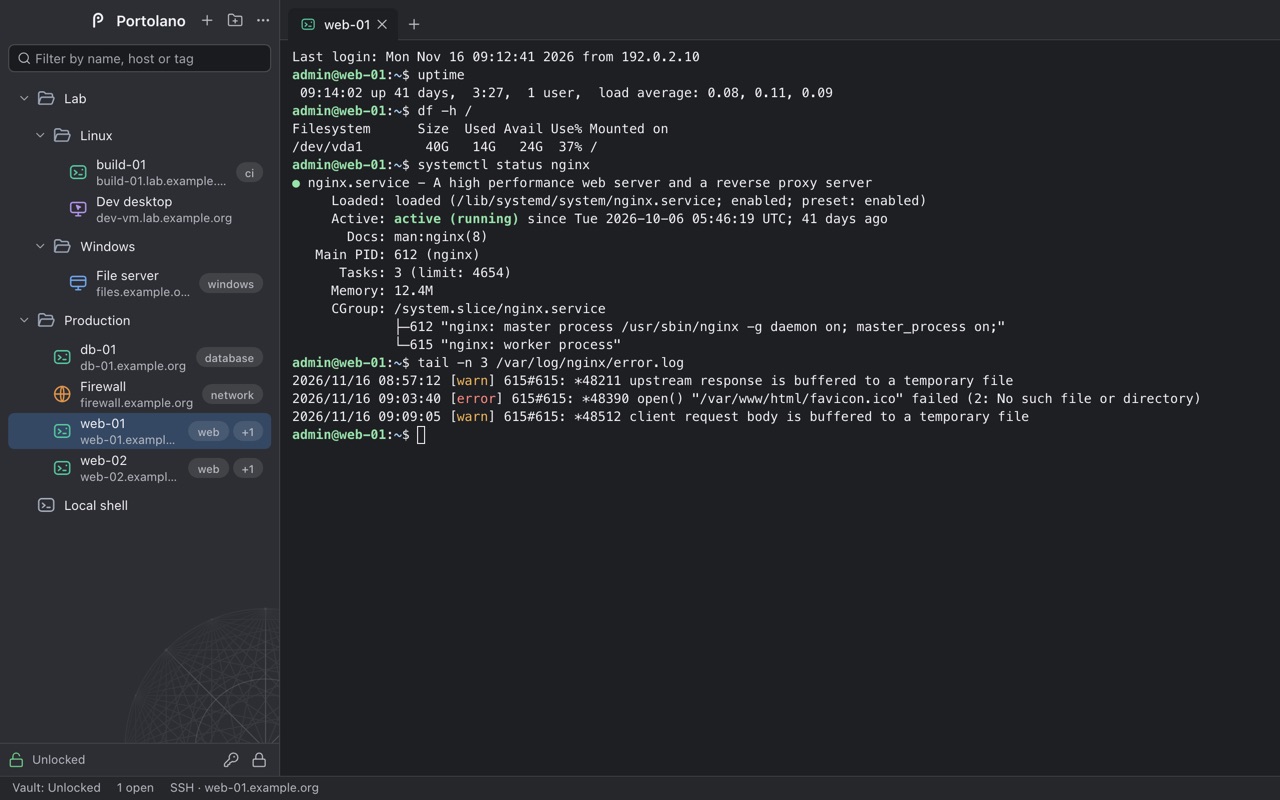 Portolano
Filter by name, host or tag
Lab
Linux
build-01
build-01.lab.example....
ci
Dev desktop
dev-vm.lab.example.org
Windows
File server
files.example.o...
windows
Production
db-01
db-01.example.org
database
Firewall
firewall.example.org
network
web-01
web-01.exampl...
web
+1
web-02
web-02.exampl...
web
+1
Local shell
Unlocked
web-01
Last login: Mon Nov 16 09:12:41 2026 from 192.0.2.10
admin@web-01:~$ uptime
 09:14:02 up 41 days,  3:27,  1 user,  load average: 0.08, 0.11, 0.09
admin@web-01:~$ df -h /
Filesystem      Size  Used Avail Use% Mounted on
/dev/vda1        40G   14G   24G  37% /
admin@web-01:~$ systemctl status nginx
● nginx.service - A high performance web server and a reverse proxy server
     Loaded: loaded (/lib/systemd/system/nginx.service; enabled; preset: enabled)
     Active: active (running) since Tue 2026-10-06 05:46:19 UTC; 41 days ago
       Docs: man:nginx(8)
   Main PID: 612 (nginx)
      Tasks: 3 (limit: 4654)
     Memory: 12.4M
     CGroup: /system.slice/nginx.service
             ├─612 "nginx: master process /usr/sbin/nginx -g daemon on; master_process on;"
             └─615 "nginx: worker process"
admin@web-01:~$ tail -n 3 /var/log/nginx/error.log
2026/11/16 08:57:12 [warn] 615#615: *48211 upstream response is buffered to a temporary file
2026/11/16 09:03:40 [error] 615#615: *48390 open() "/var/www/html/favicon.ico" failed (2: No such file or directory)
2026/11/16 09:09:05 [warn] 615#615: *48512 client request body is buffered to a temporary file
admin@web-01:~$
Vault: Unlocked
1 open
SSH · web-01.example.org